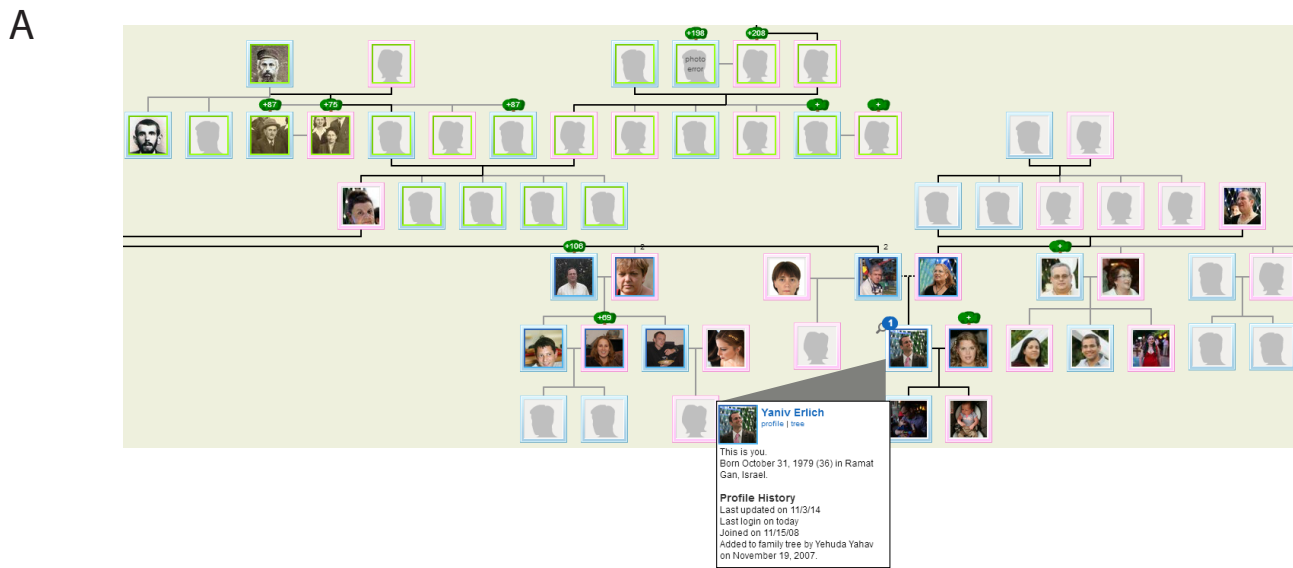 A
+198
+208
photo
error
+87
+75
+87
+
+
+106
2
2
+
+69
1
+
Yaniv Erlich
profile | tree
This is you.
Born October 31, 1979 (36) in Ramat
Gan, Israel.
Profile History
Last updated on 11/3/14
Last login on today
Joined on 11/15/08
Added to family tree by Yehuda Yahav
on November 19, 2007.